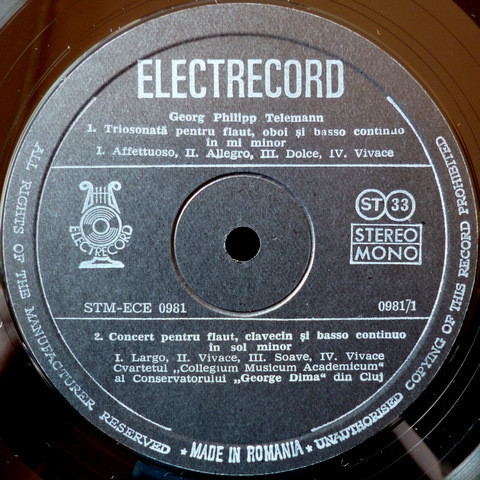 ELECTRECORD
Georg Philipp Telemann
1. Triosonată pentru flaut, oboi și basso continuo
în mi minor
I. Affettuoso, II. Allegro, III. Dolce, IV. Vivace
ELECTRECORD
ST 33
STEREO
MONO
STM-ECE 0981
0981/1
2. Concert pentru flaut, clavecin și basso continuo
în sol minor
I. Largo, II. Vivace, III. Soave, IV. Vivace
Cvartetul „Collegium Musicum Academicum"
al Conservatorului „George Dima" din Cluj
ALL RIGHTS OF THE MANUFACTURER RESERVED ★ MADE IN ROMANIA ★ UNAUTHORISED COPYING OF THIS RECORD PROHIBITED